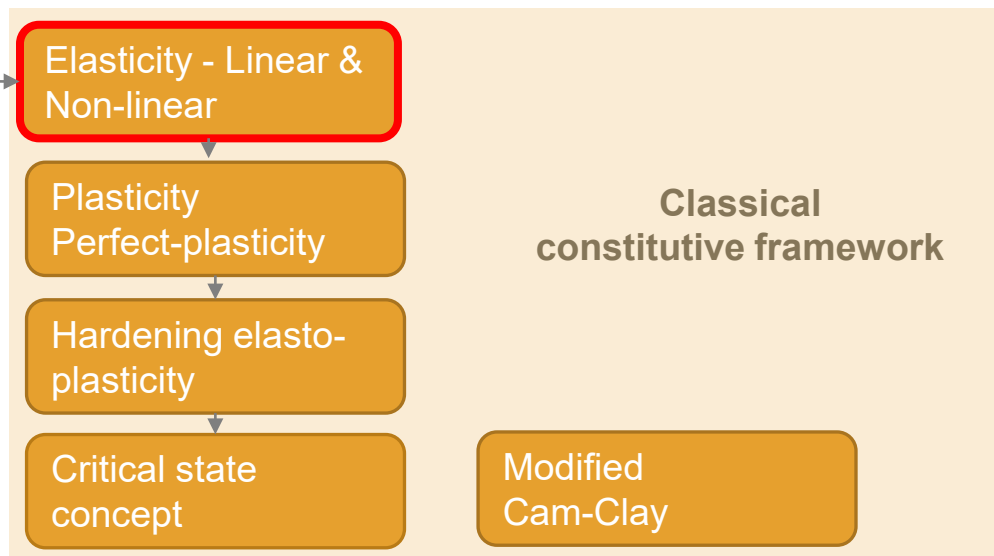 Elasticity - Linear &
Non-linear
Plasticity
Perfect-plasticity
Classical
constitutive framework
Hardening elasto-
plasticity
Critical state
concept
Modified
Cam-Clay